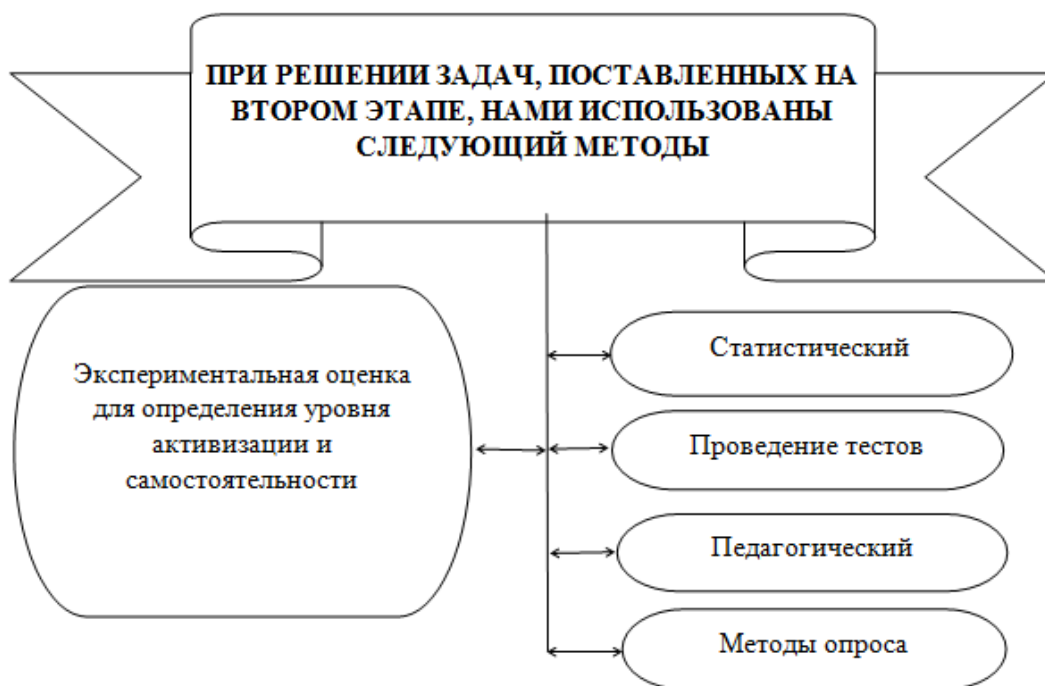 ПРИ РЕШЕНИИ ЗАДАЧ, ПОСТАВЛЕННЫХ НА
ВТОРОМ ЭТАПЕ, НАМИ ИСПОЛЬЗОВАНЫ
СЛЕДУЮЩИЙ МЕТОДЫ
Экспериментальная оценка
для определения уровня
активизации и
самостоятельности
Статистический
Проведение тестов
Педагогический
Методы опроса